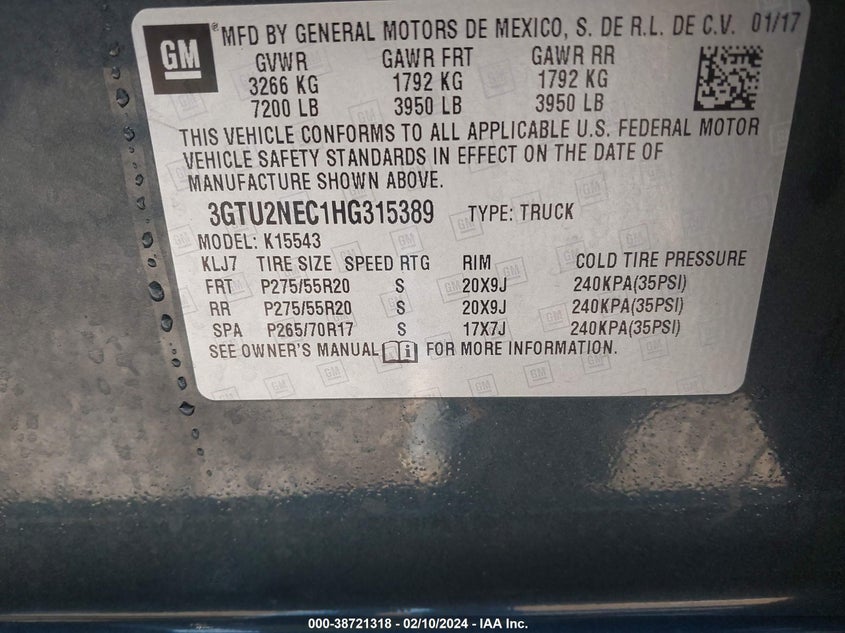 GM ® MFD BY GENERAL MOTORS DE MEXICO, S. DE R.L. DE C.V. 01/17
GVWR GAWR FRT GAWR RR
3266 KG 1792 KG 1792 KG
7200 LB 3950 LB 3950 LB
THIS VEHICLE CONFORMS TO ALL APPLICABLE U.S. FEDERAL MOTOR
VEHICLE SAFETY STANDARDS IN EFFECT ON THE DATE OF
MANUFACTURE SHOWN ABOVE.
3GTU2NEC1HG315389 TYPE: TRUCK
MODEL: K15543
KLJ7 TIRE SIZE SPEED RTG RIM COLD TIRE PRESSURE
FRT P275/55R20 S 20X9J 240KPA(35PSI)
RR P275/55R20 S 20X9J 240KPA(35PSI)
SPA P265/70R17 S 17X7J 240KPA(35PSI)
SEE OWNER'S MANUAL FOR MORE INFORMATION.
000-38721318 - 02/10/2024 - IAA Inc.